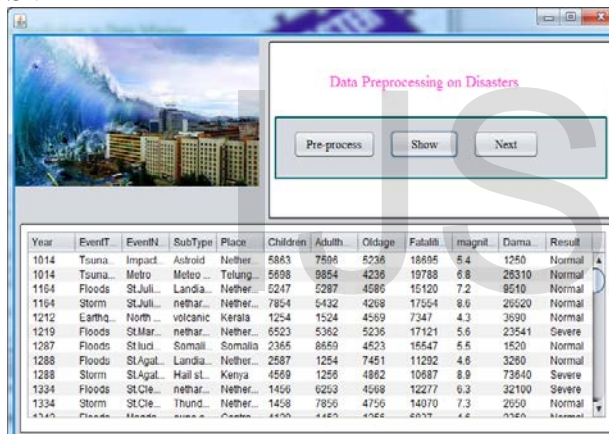 Data Preprocessing on Disasters
Pre-process Show Next
IJS
Year EventT... EventN... SubType Place Children Adulth... Oldage Fataliti... magnit... Dama... Result
1014 Tsuna... Impact... Astroid Nether... 5863 7596 5236 18695 5.4 1250 Normal
1014 Tsuna... Metro Meteo ... Telung... 5698 9854 4236 19788 6.8 26310 Normal
1164 Floods St.Juli... Landia... Nether... 5247 5287 4586 15120 7.2 9510 Normal
1164 Storm St.Juli... nethar... Nether... 7854 5432 4268 17554 8.6 26520 Normal
1212 Earthq... North ... volcanic Kerala 1254 1524 4569 7347 4.3 3690 Normal
1219 Floods St.Mar... nethar... Nether... 6523 5362 5236 17121 5.6 23541 Severe
1287 Floods St.luci... Somali... Somalia 2365 8659 4523 15547 5.5 1520 Normal
1288 Floods St.Agat... Landia... Nether... 2587 1254 7451 11292 4.6 3260 Normal
1288 Storm St.Agat... Hail st... Kenya 4569 1256 4862 10687 8.9 73640 Severe
1334 Floods St.Cle... nethar... Nether... 1456 6253 4568 12277 6.3 32100 Severe
1334 Storm St.Cle... Thund... Nether... 1458 7856 4756 14070 7.3 2650 Normal